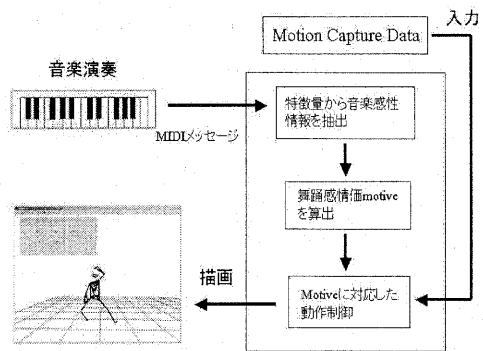 Motion Capture Data
入力
音楽演奏
MIDIメッセージ
特徴量から音楽感性
情報を抽出
舞踊感情価motive
を算出
描画
Motiveに対応した
動作制御